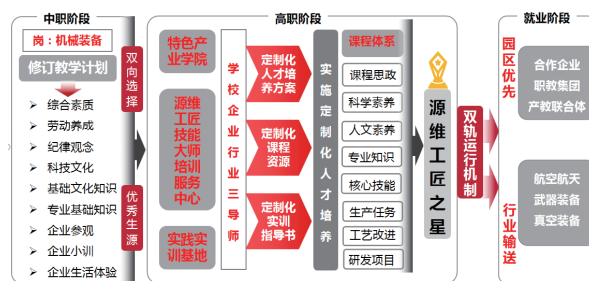 中职阶段
岗：机械装备
修订教学计划
综合素质
劳动养成
纪律观念
科技文化
基础文化知识
专业基础知识
企业参观
企业小训
企业生活体验
双向选择
优秀生源
高职阶段
特色产
业学院
源维
工匠
技能
大师
培训
服务
中心
实践实
训基地
学校企业行业三导师
定制化
人才培
养方案
定制化
课程
资源
定制化
实训
指导书
实施定制化人才培养
课程体系
课程思政
科学素养
人文素养
专业知识
核心技能
生产任务
工艺改进
研发项目
源维工匠之星
双轨运行机制
就业阶段
园区优先
合作企业
职教集团
产教联合体
行业输送
航空航天
武器装备
真空装备